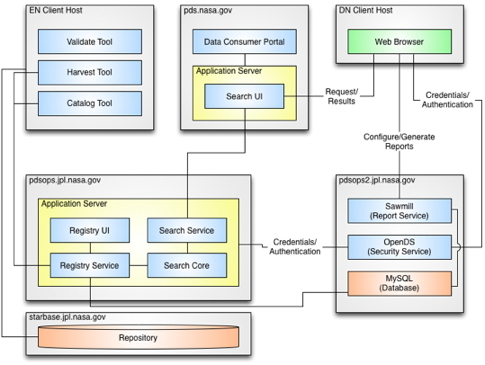 EN Client Host
Validate Tool
Harvest Tool
Catalog Tool
pds.nasa.gov
Data Consumer Portal
Application Server
Search UI
DN Client Host
Web Browser
Request/
Results
Credentials/
Authentication
Configure/Generate
Reports
pdsops.jpl.nasa.gov
Application Server
Registry UI
Search Service
Registry Service
Search Core
Credentials/
Authentication
pdsops2.jpl.nasa.gov
Sawmill
(Report Service)
OpenDS
(Security Service)
MySQL
(Database)
starbase.jpl.nasa.gov
Repository